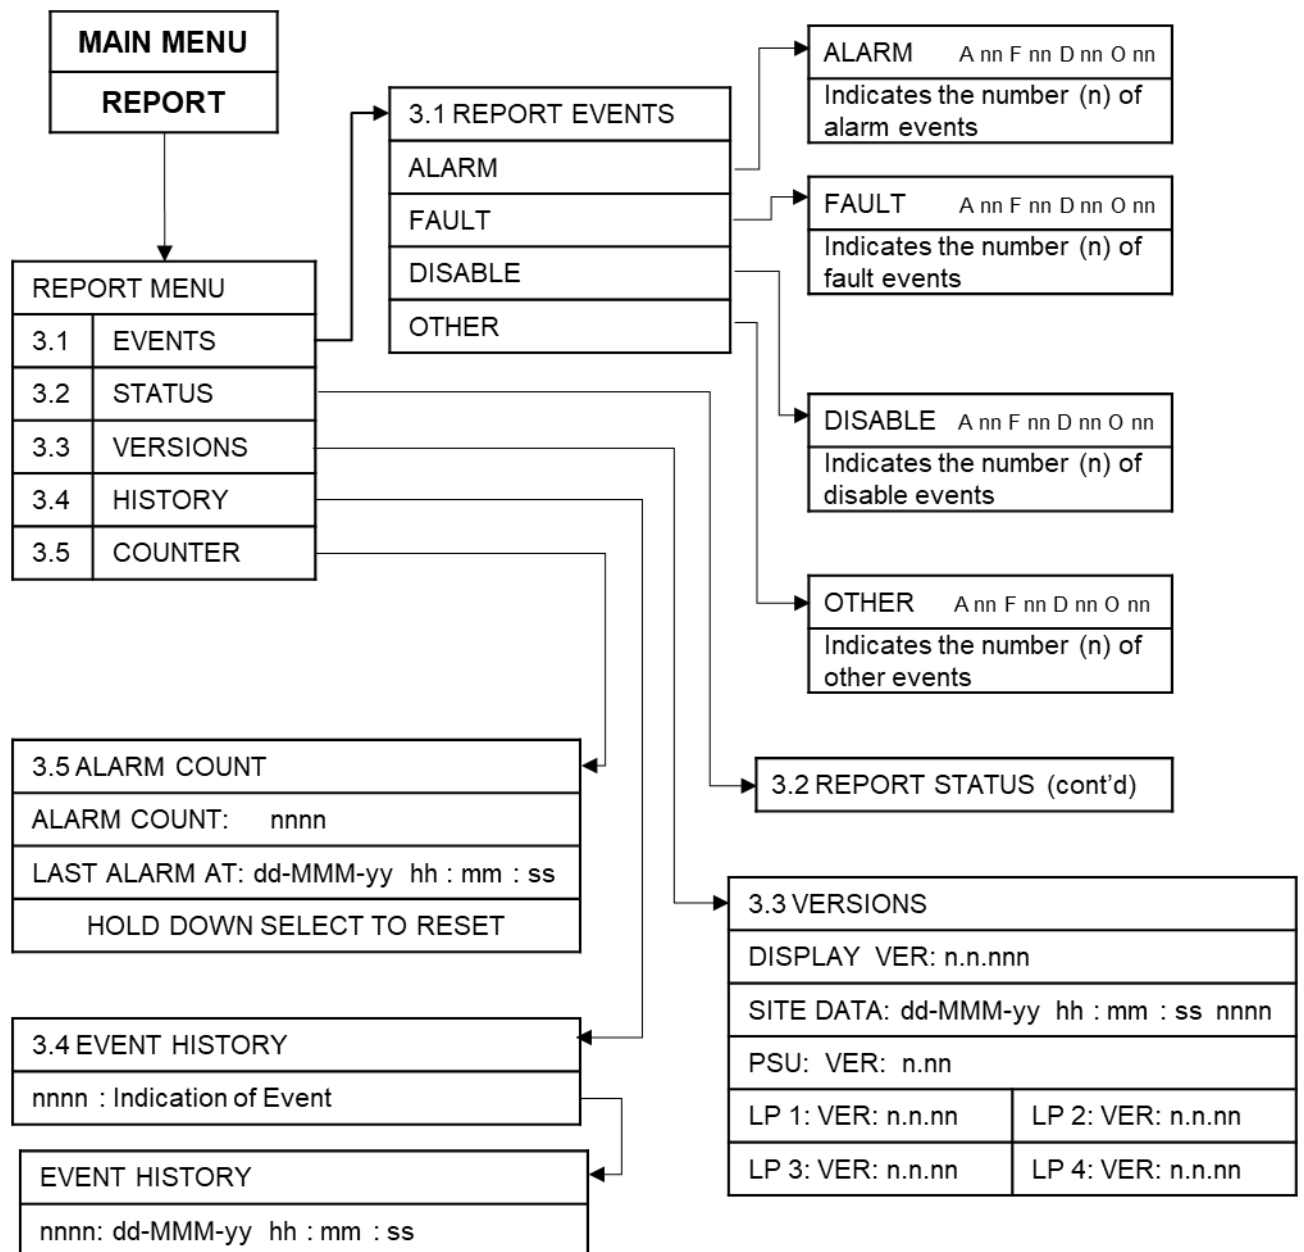 MAIN MENU
REPORT
REPORT MENU
3.1 EVENTS
3.2 STATUS
3.3 VERSIONS
3.4 HISTORY
3.5 COUNTER
3.1 REPORT EVENTS
ALARM
FAULT
DISABLE
OTHER
ALARM A nn F nn D nn O nn
Indicates the number (n) of
alarm events
FAULT A nn F nn D nn O nn
Indicates the number (n) of
fault events
DISABLE A nn F nn D nn O nn
Indicates the number (n) of
disable events
OTHER A nn F nn D nn O nn
Indicates the number (n) of
other events
3.2 REPORT STATUS (cont’d)
3.3 VERSIONS
DISPLAY VER: n.n.nnn
SITE DATA: dd-MMM-yy hh : mm : ss nnnn
PSU: VER: n.nn
LP 1: VER: n.n.nn LP 2: VER: n.n.nn
LP 3: VER: n.n.nn LP 4: VER: n.n.nn
3.5 ALARM COUNT
ALARM COUNT: nnnn
LAST ALARM AT: dd-MMM-yy hh : mm : ss
HOLD DOWN SELECT TO RESET
3.4 EVENT HISTORY
nnnn : Indication of Event
EVENT HISTORY
nnnn: dd-MMM-yy hh : mm : ss